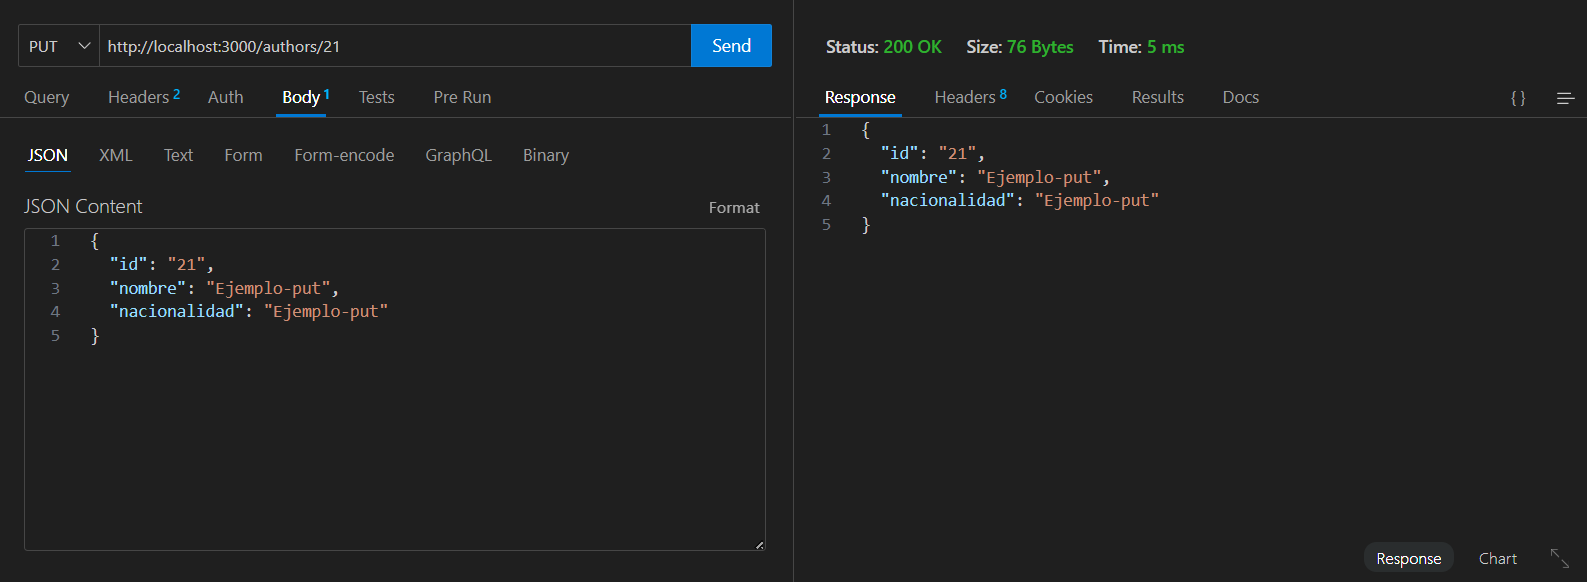 PUT http://localhost:3000/authors/21 Send
Query Headers 2 Auth Body 1 Tests Pre Run
JSON XML Text Form Form-encode GraphQL Binary
JSON Content Format
1 {
2 "id": "21",
3 "nombre": "Ejemplo-put",
4 "nacionalidad": "Ejemplo-put"
5 }
Status: 200 OK Size: 76 Bytes Time: 5 ms
Response Headers 8 Cookies Results Docs { }
1 {
2 "id": "21",
3 "nombre": "Ejemplo-put",
4 "nacionalidad": "Ejemplo-put"
5 }
Response Chart